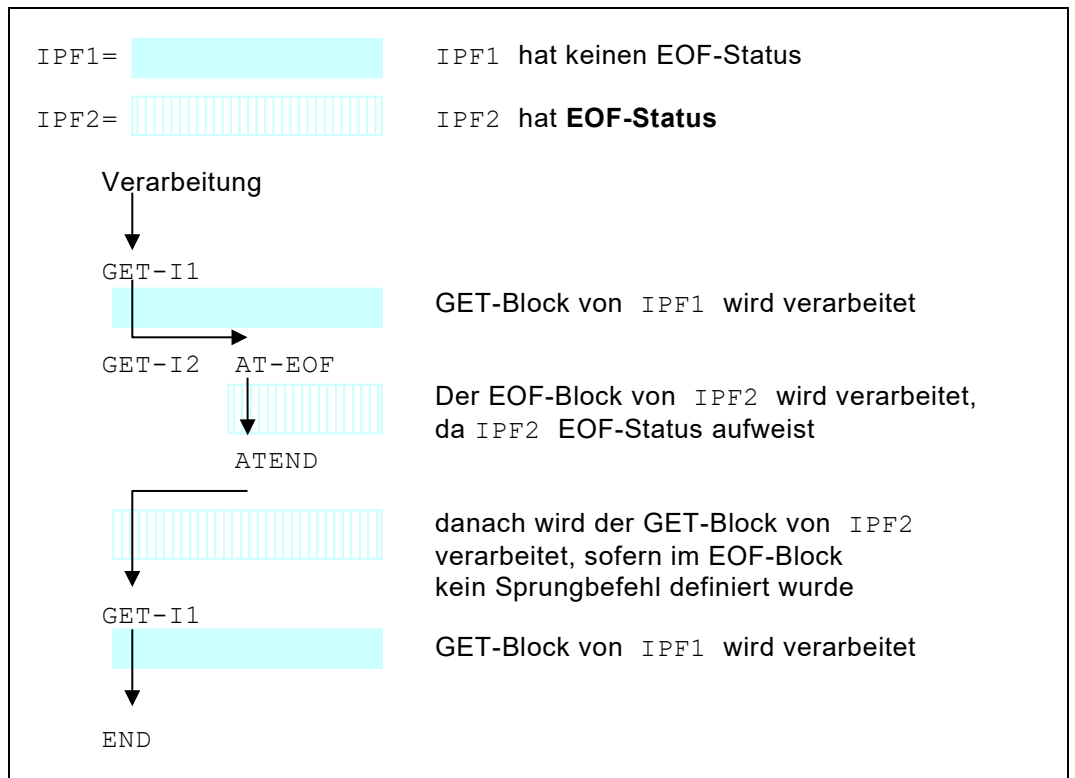 IPF1= IPF1 hat keinen EOF-Status
IPF2= IPF2 hat EOF-Status
Verarbeitung
GET-I1
GET-Block von IPF1 wird verarbeitet
GET-I2 AT-EOF
Der EOF-Block von IPF2 wird verarbeitet,
da IPF2 EOF-Status aufweist
ATEND
danach wird der GET-Block von IPF2
verarbeitet, sofern im EOF-Block
kein Sprungbefehl definiert wurde
GET-I1
GET-Block von IPF1 wird verarbeitet
END